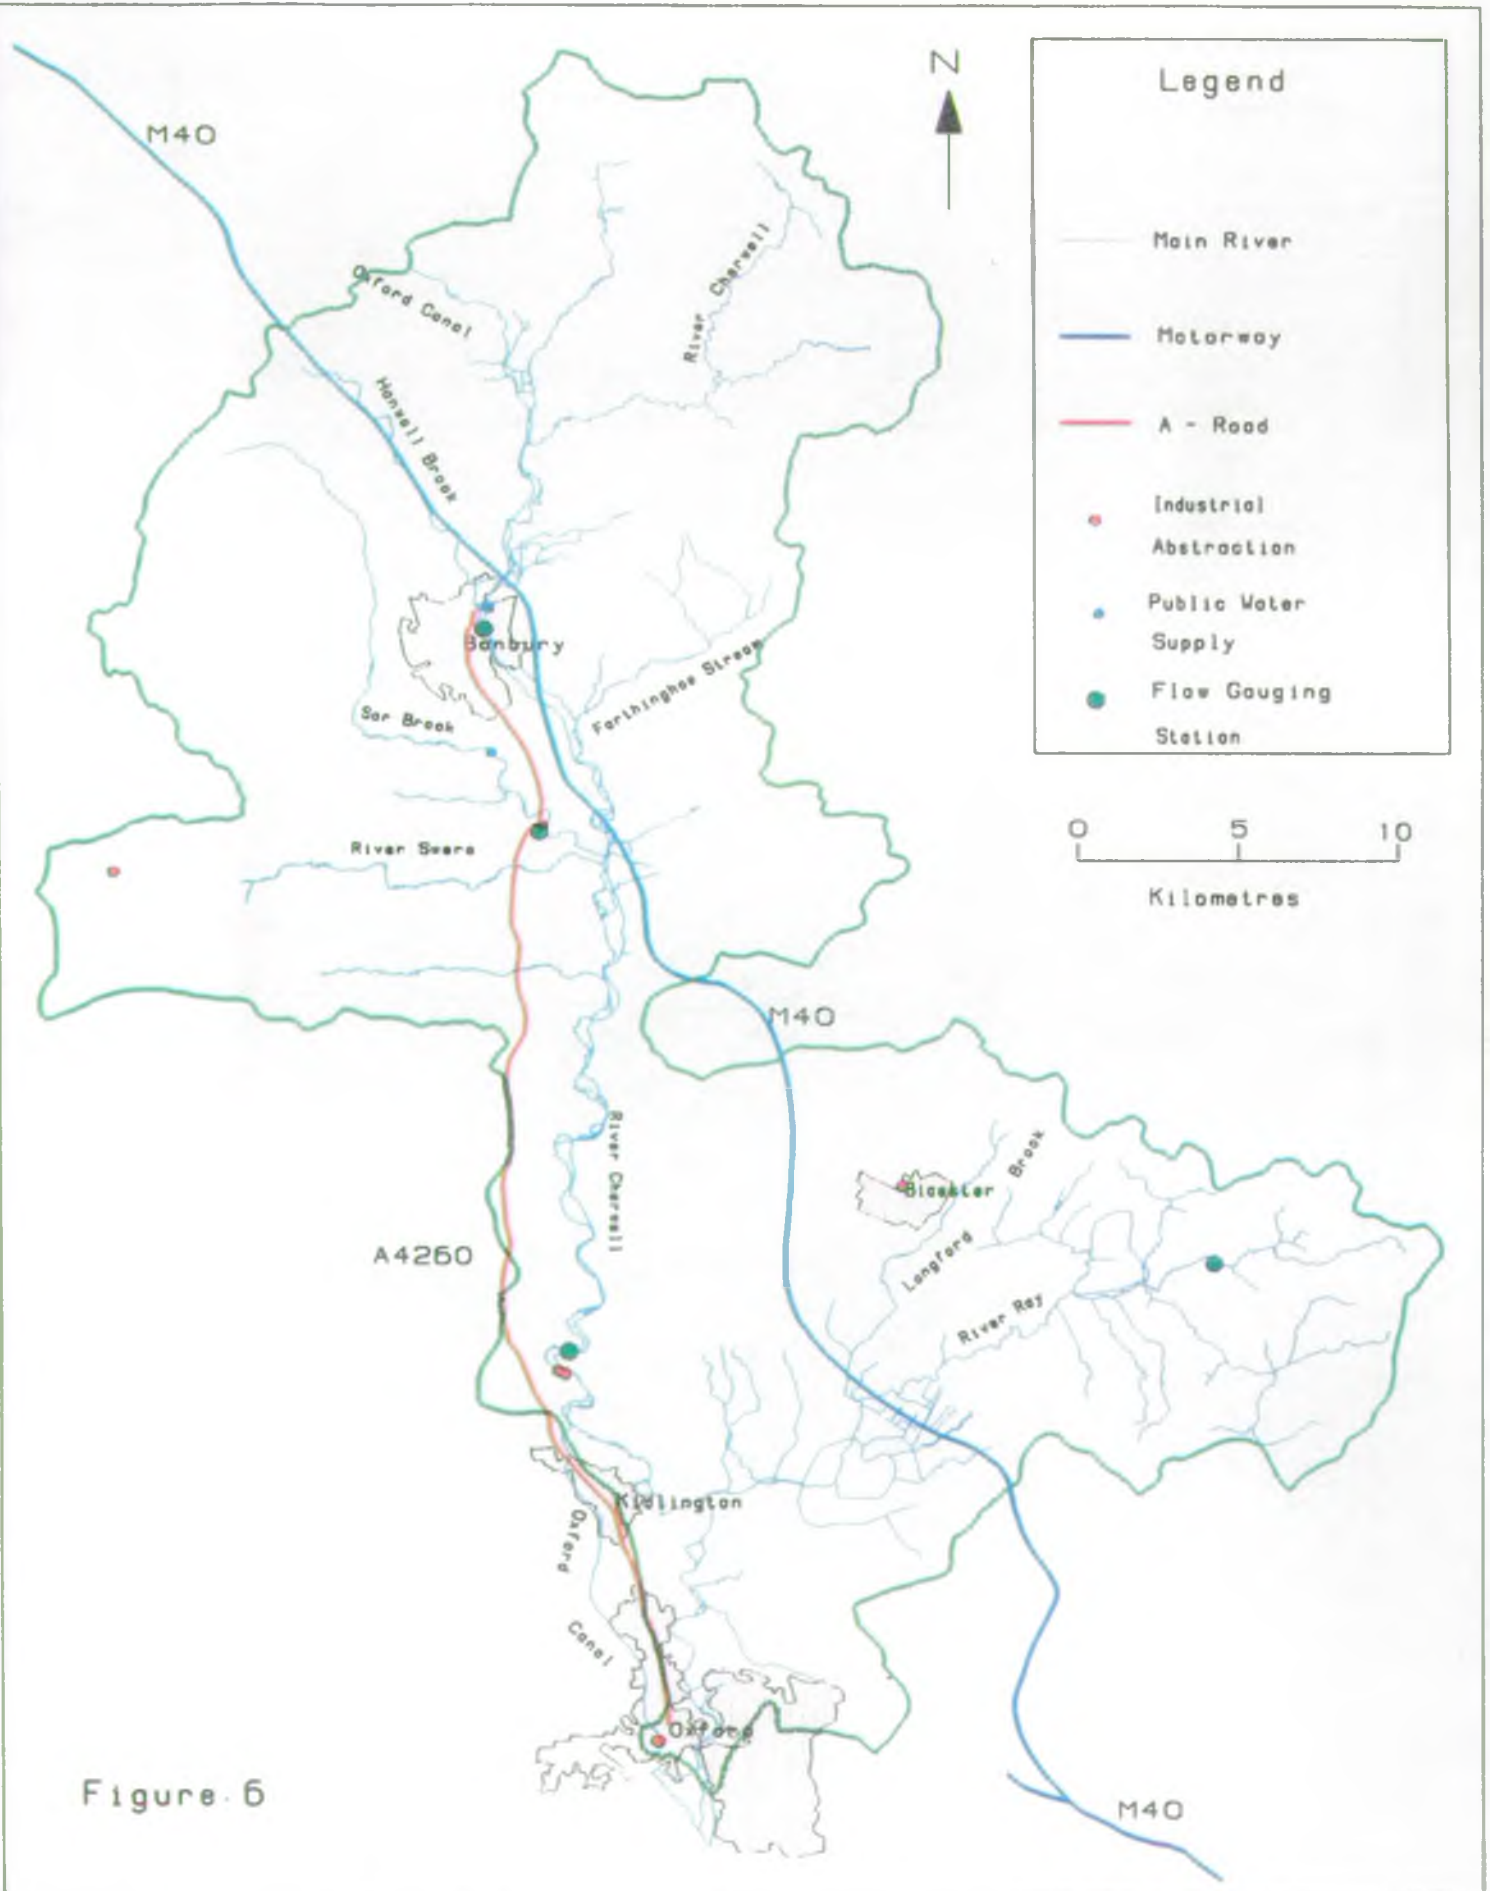 N
Legend
M40
River Cherwell
Main River
Oxford Canal
Motorway
Hanwell Brook
A - Road
Industrial
Abstraction
Public Water
Supply
Banbury
Farthinghoe Stream
Flow Gauging
Station
Sor Brook
0 5 10
River Swere
Kilometres
M40
River Cherwell
Brook
Bicester
A4260
Langford
River Ray
Kidlington
Oxford
Canal
Oxford
Figure 6
M40